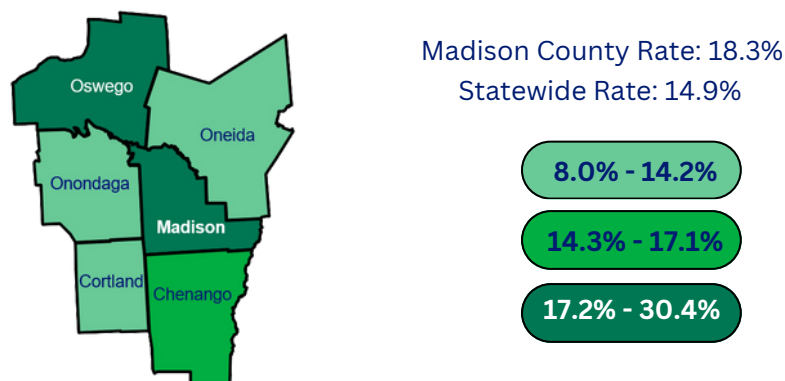 Oswego
Oneida
Onondaga
Madison
Cortland
Chenango
Madison County Rate: 18.3%
Statewide Rate: 14.9%
8.0% - 14.2%
14.3% - 17.1%
17.2% - 30.4%